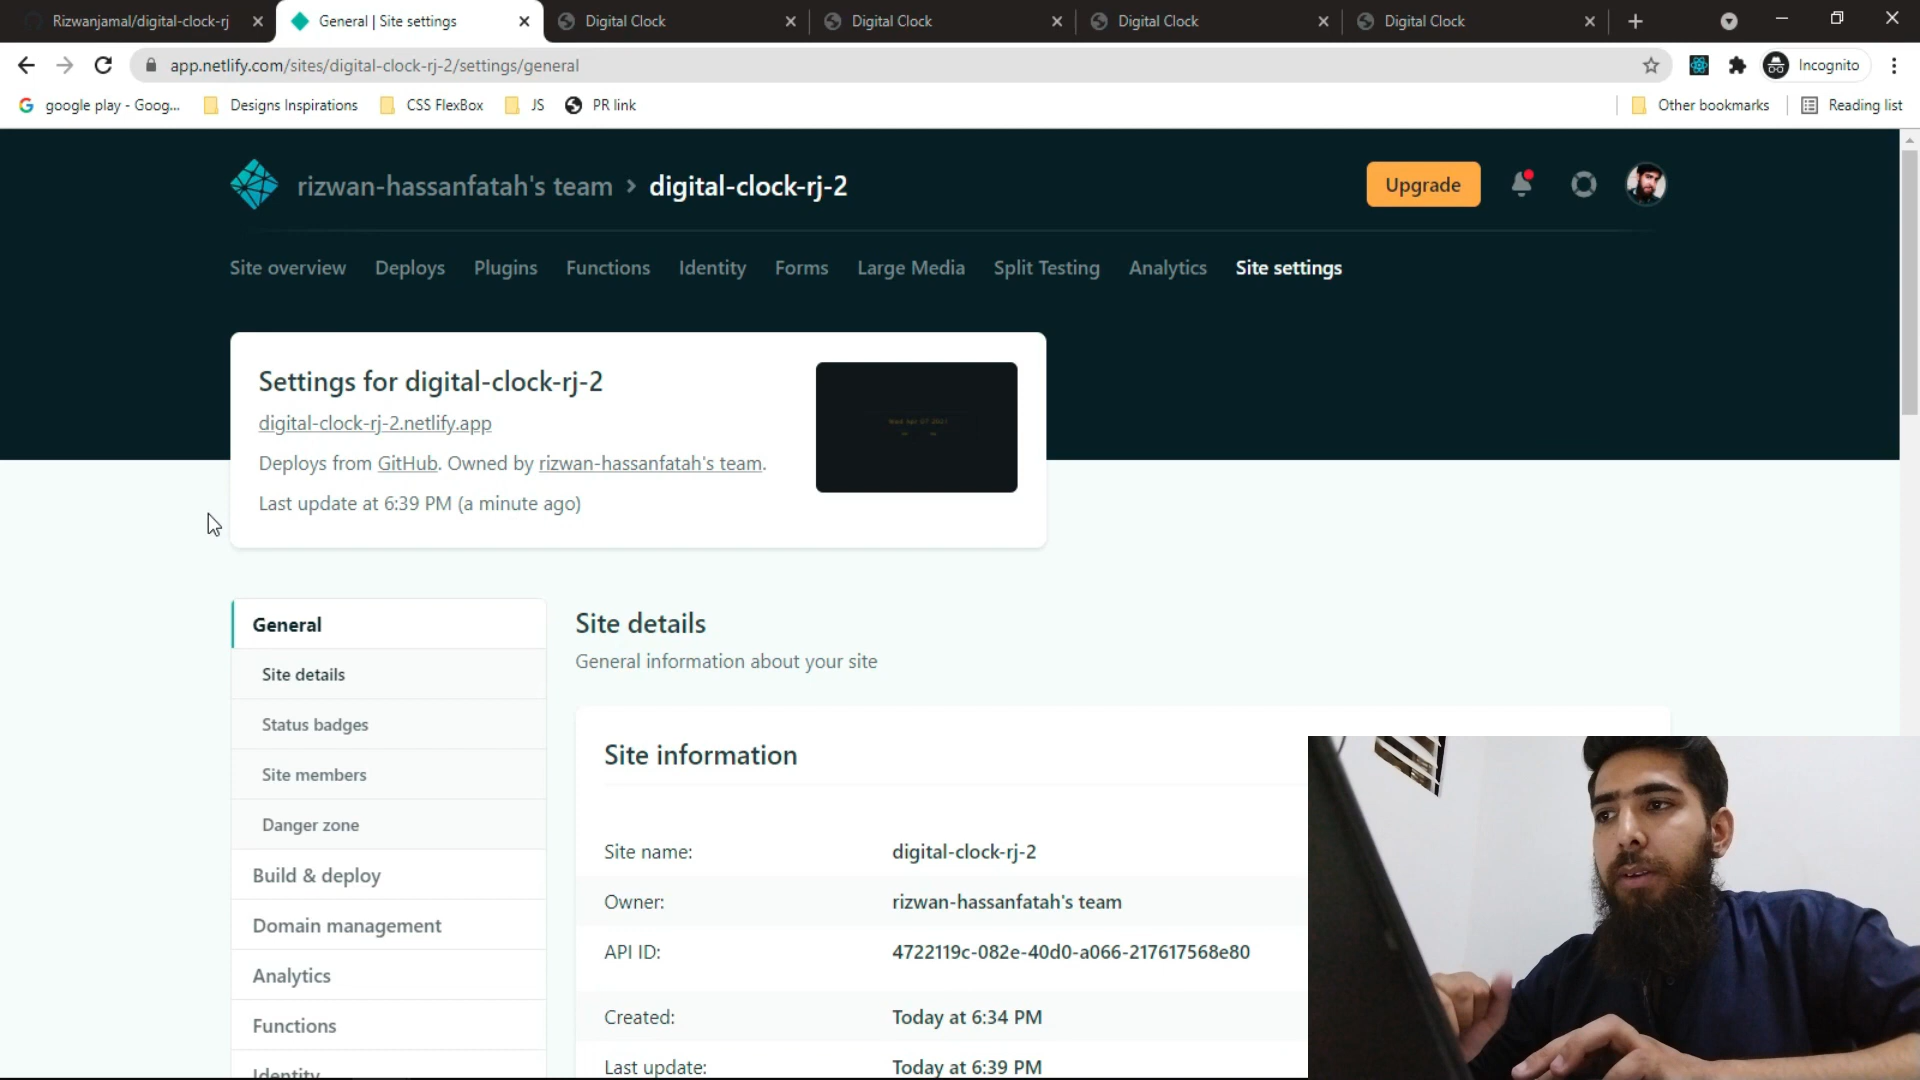 Rizwanjamal/digital-clock-rj
General | Site settings
Digital Clock
Digital Clock
Digital Clock
Digital Clock
app.netlify.com/sites/digital-clock-rj-2/settings/general
Incognito
google play - Goog...
Designs Inspirations
CSS FlexBox
JS
PR link
Other bookmarks
Reading list
rizwan-hassanfatah's team > digital-clock-rj-2
Upgrade
Site overview
Deploys
Plugins
Functions
Identity
Forms
Large Media
Split Testing
Analytics
Site settings
Settings for digital-clock-rj-2
digital-clock-rj-2.netlify.app
Deploys from GitHub. Owned by rizwan-hassanfatah's team.
Last update at 6:39 PM (a minute ago)
General
Site details
Status badges
Site members
Danger zone
Build & deploy
Domain management
Analytics
Functions
Identity
Site details
General information about your site
Site information
Site name: digital-clock-rj-2
Owner: rizwan-hassanfatah's team
API ID: 4722119c-082e-40d0-a066-217617568e80
Created: Today at 6:34 PM
Last update: Today at 6:39 PM